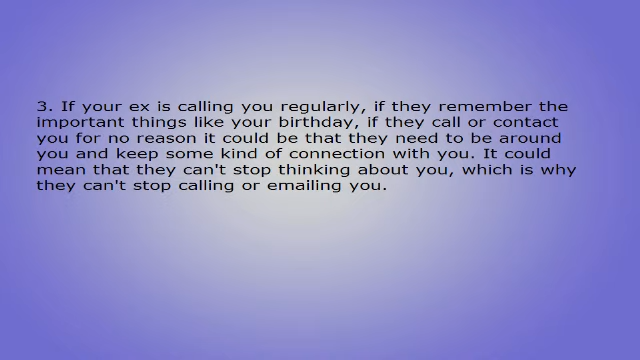 3. If your ex is calling you regularly, if they remember the
important things like your birthday, if they call or contact
you for no reason it could be that they need to be around
you and keep some kind of connection with you. It could
mean that they can't stop thinking about you, which is why
they can't stop calling or emailing you.